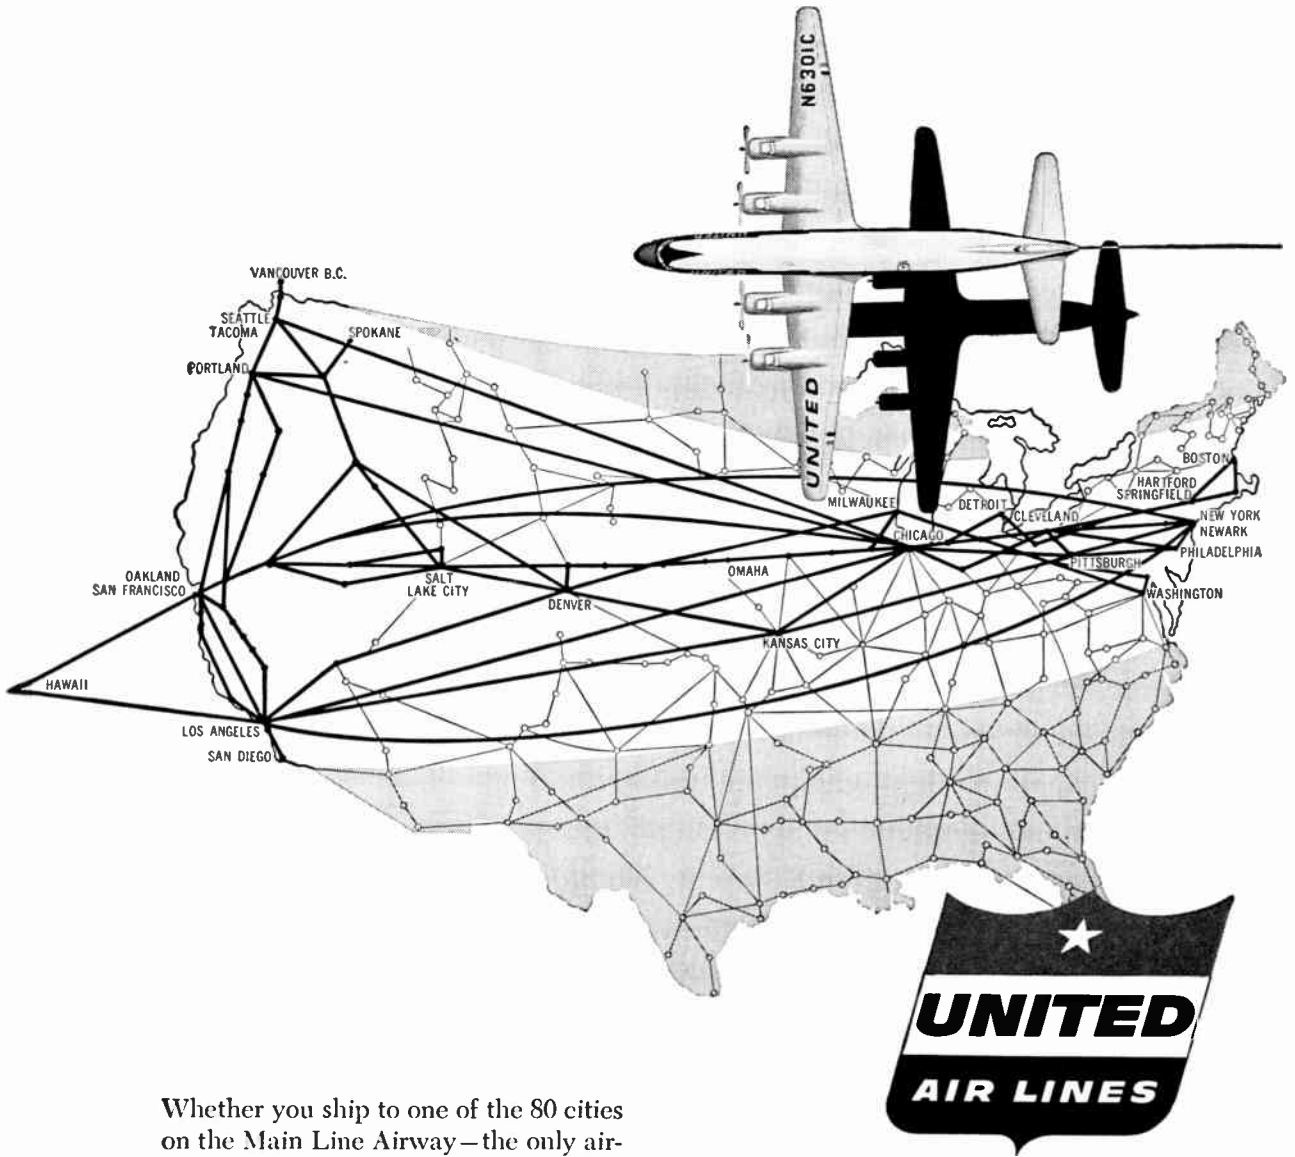 N6301C
UNITED
UNITED
UNITED
VANCOUVER B.C.
SEATTLE
TACOMA
SPOKANE
PORTLAND
BOSTON
HARTFORD
SPRINGFIELD
MILWAUKEE
DETROIT
CLEVELAND
NEW YORK
NEWARK
CHICAGO
PHILADELPHIA
PITTSBURGH
OAKLAND
SAN FRANCISCO
SALT
LAKE CITY
OMAHA
DENVER
WASHINGTON
KANSAS CITY
HAWAII
LOS ANGELES
SAN DIEGO
UNITED
AIR LINES
Whether you ship to one of the 80 cities
on the Main Line Airway—the only air-